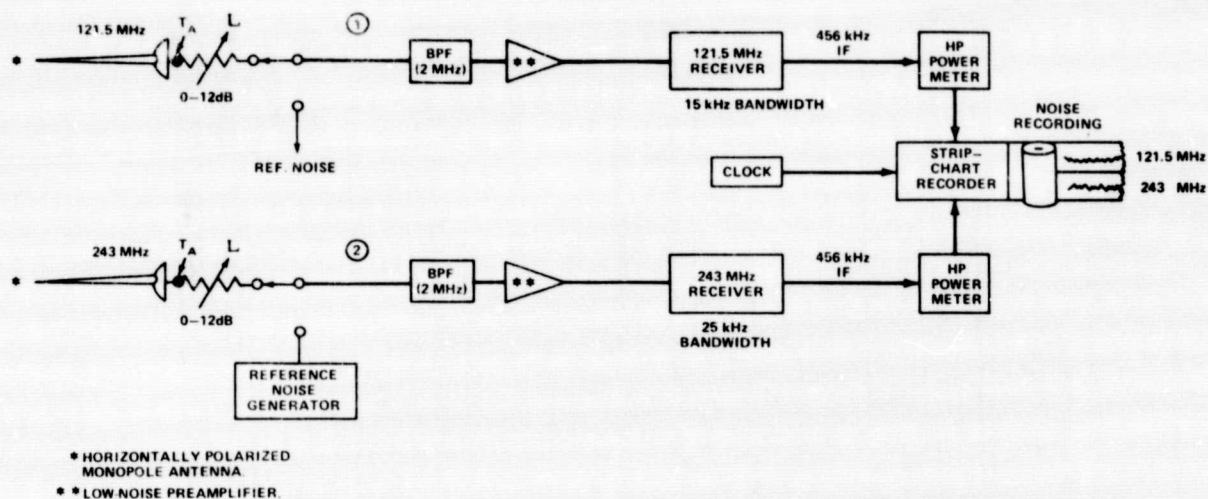 121.5 MHz
*
T_A
L
0–12dB
①
REF. NOISE
BPF
(2 MHz)
**
121.5 MHz
RECEIVER
15 kHz BANDWIDTH
456 kHz
IF
HP
POWER
METER
NOISE
RECORDING
CLOCK
STRIP–
CHART
RECORDER
121.5 MHz
243 MHz
243 MHz
*
T_A
L
0–12dB
②
REFERENCE
NOISE
GENERATOR
BPF
(2 MHz)
**
243 MHz
RECEIVER
25 kHz
BANDWIDTH
456 kHz
IF
HP
POWER
METER
* HORIZONTALLY POLARIZED
MONOPOLE ANTENNA.
** LOW-NOISE PREAMPLIFIER.